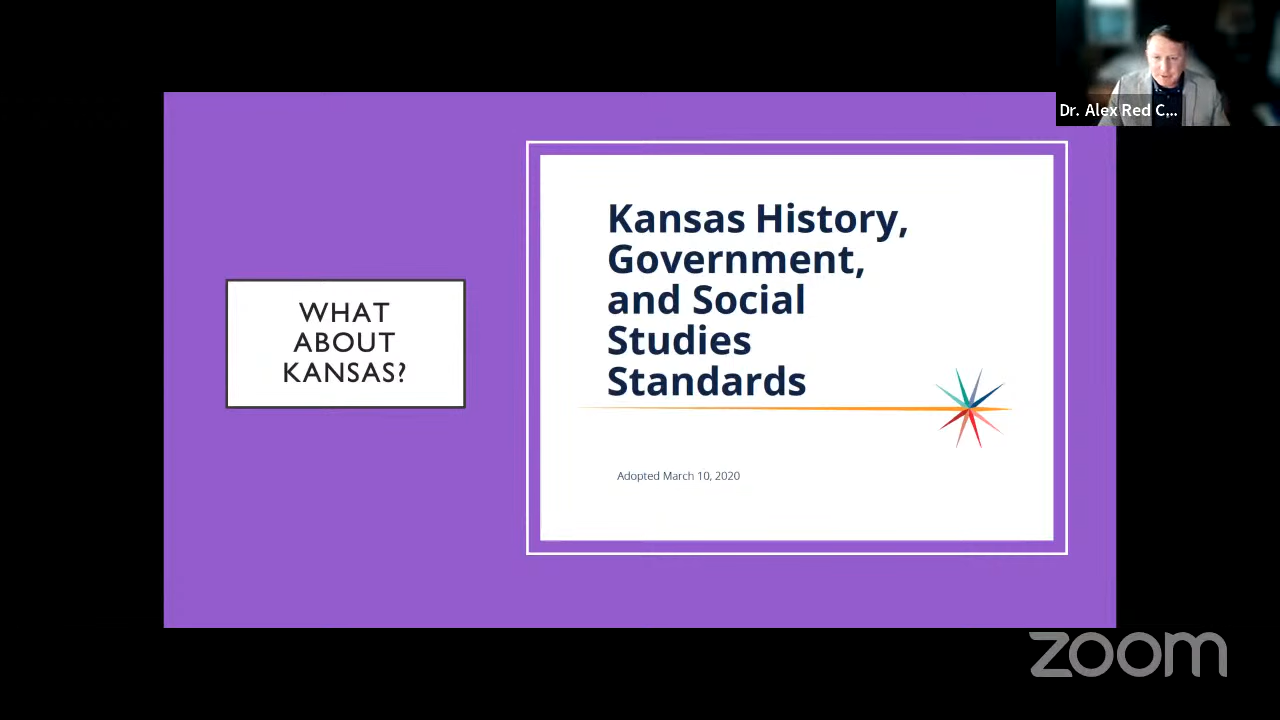 Dr. Alex Red C,...
WHAT
ABOUT
KANSAS?
Kansas History,
Government,
and Social
Studies
Standards
Adopted March 10, 2020
zoom